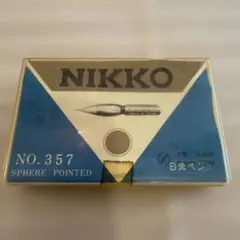 NIKKO
NO.357
SPHERE POINTED
日光ペン